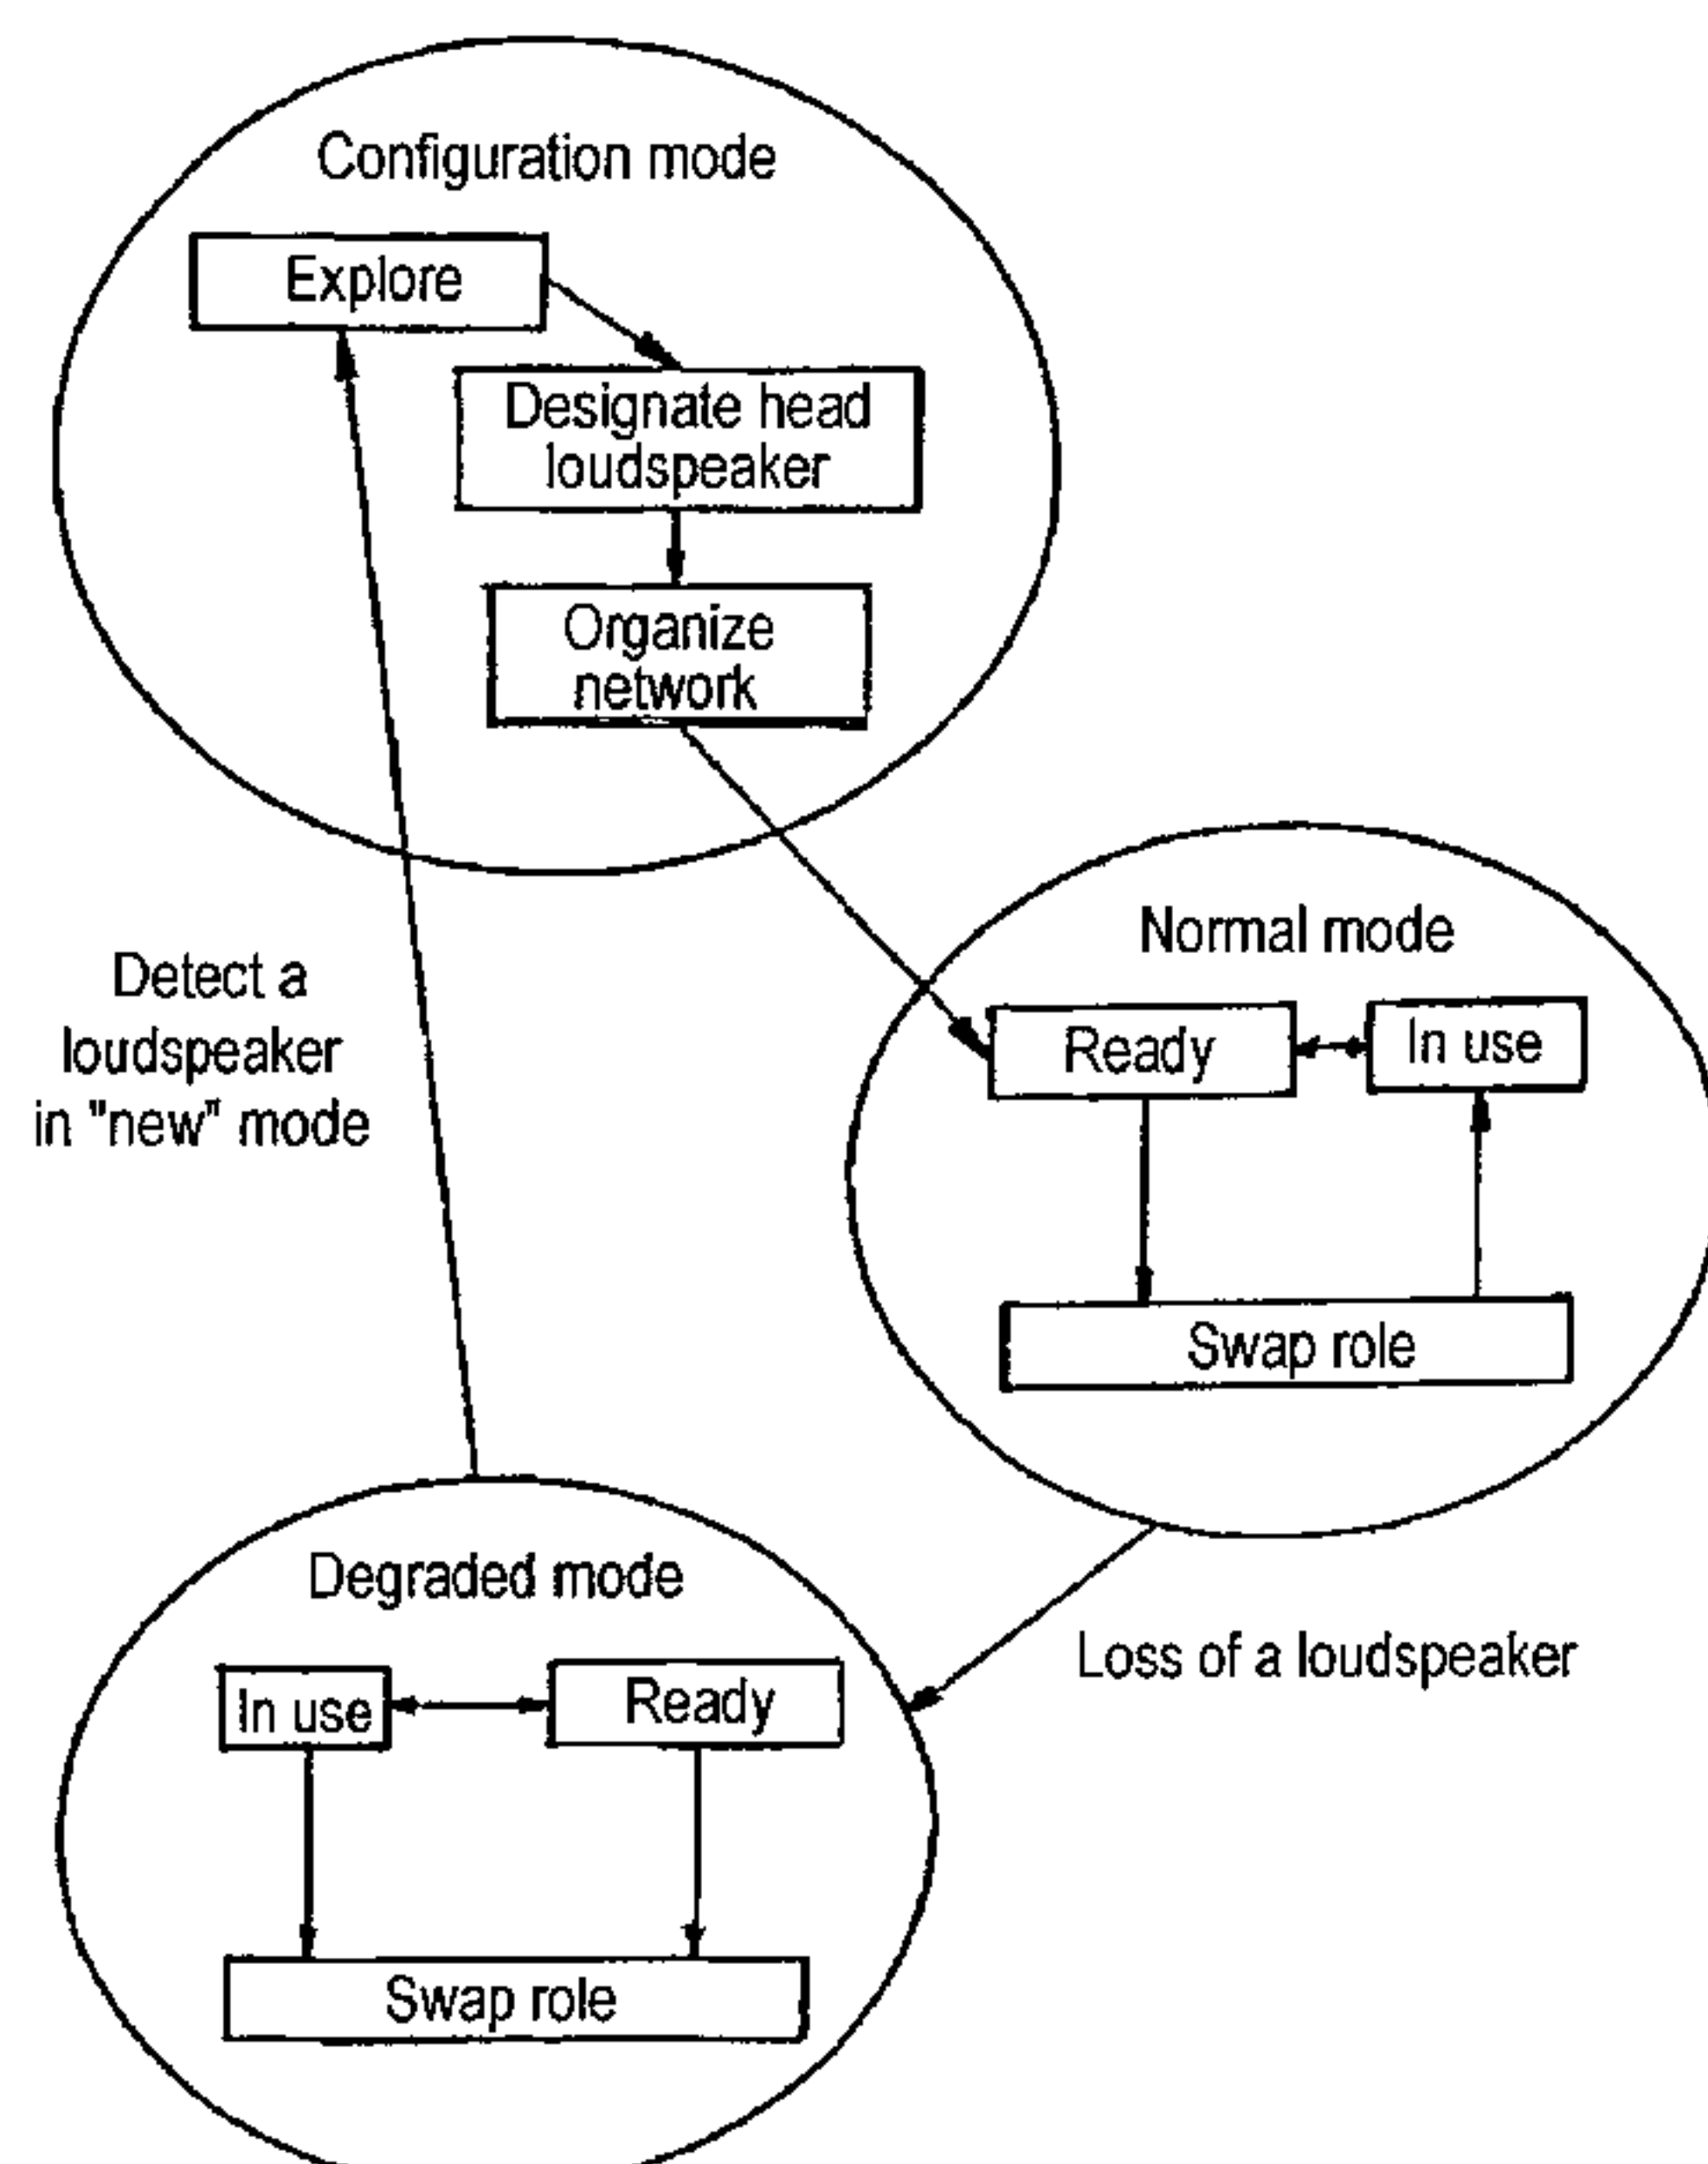 Configuration mode
Explore
Designate head
loudspeaker
Organize
network
Detect a
loudspeaker
in "new" mode
Normal mode
Ready
In use
Swap role
Loss of a loudspeaker
Degraded mode
In use
Ready
Swap role